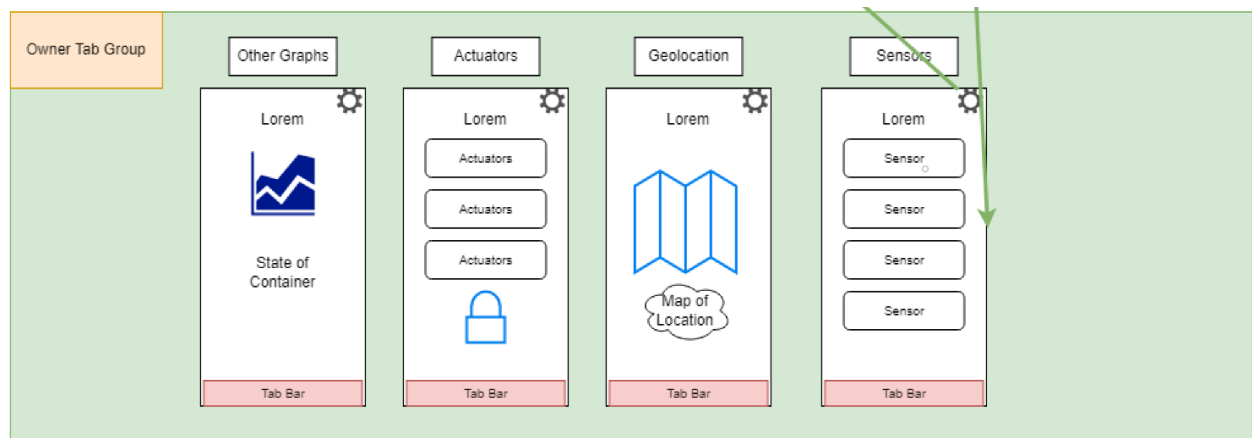 Owner Tab Group
Other Graphs
Actuators
Geolocation
Sensors
Lorem
State of
Container
Tab Bar
Lorem
Actuators
Actuators
Actuators
Tab Bar
Lorem
Map of
Location
Tab Bar
Lorem
Sensor
Sensor
Sensor
Sensor
Tab Bar